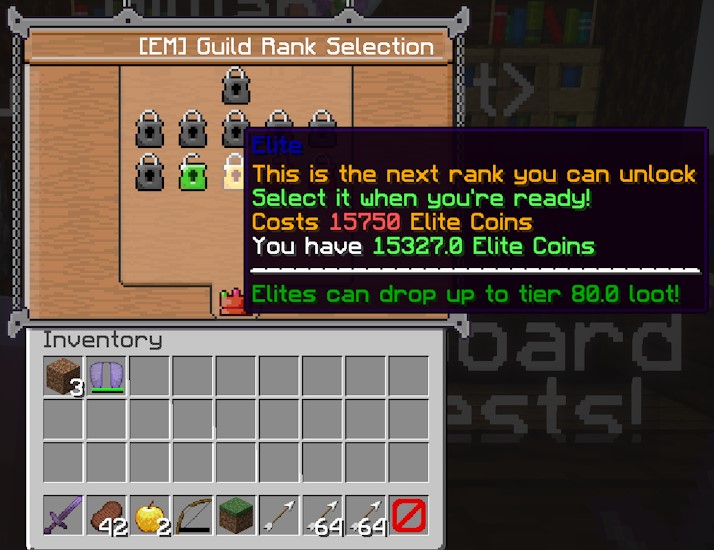 [EM] Guild Rank Selection
Elite
This is the next rank you can unlock
Select it when you're ready!
Costs 15750 Elite Coins
You have 15327.0 Elite Coins
Elites can drop up to tier 80.0 loot!
Inventory
3
42
2
64
64
t>
oard
ests!